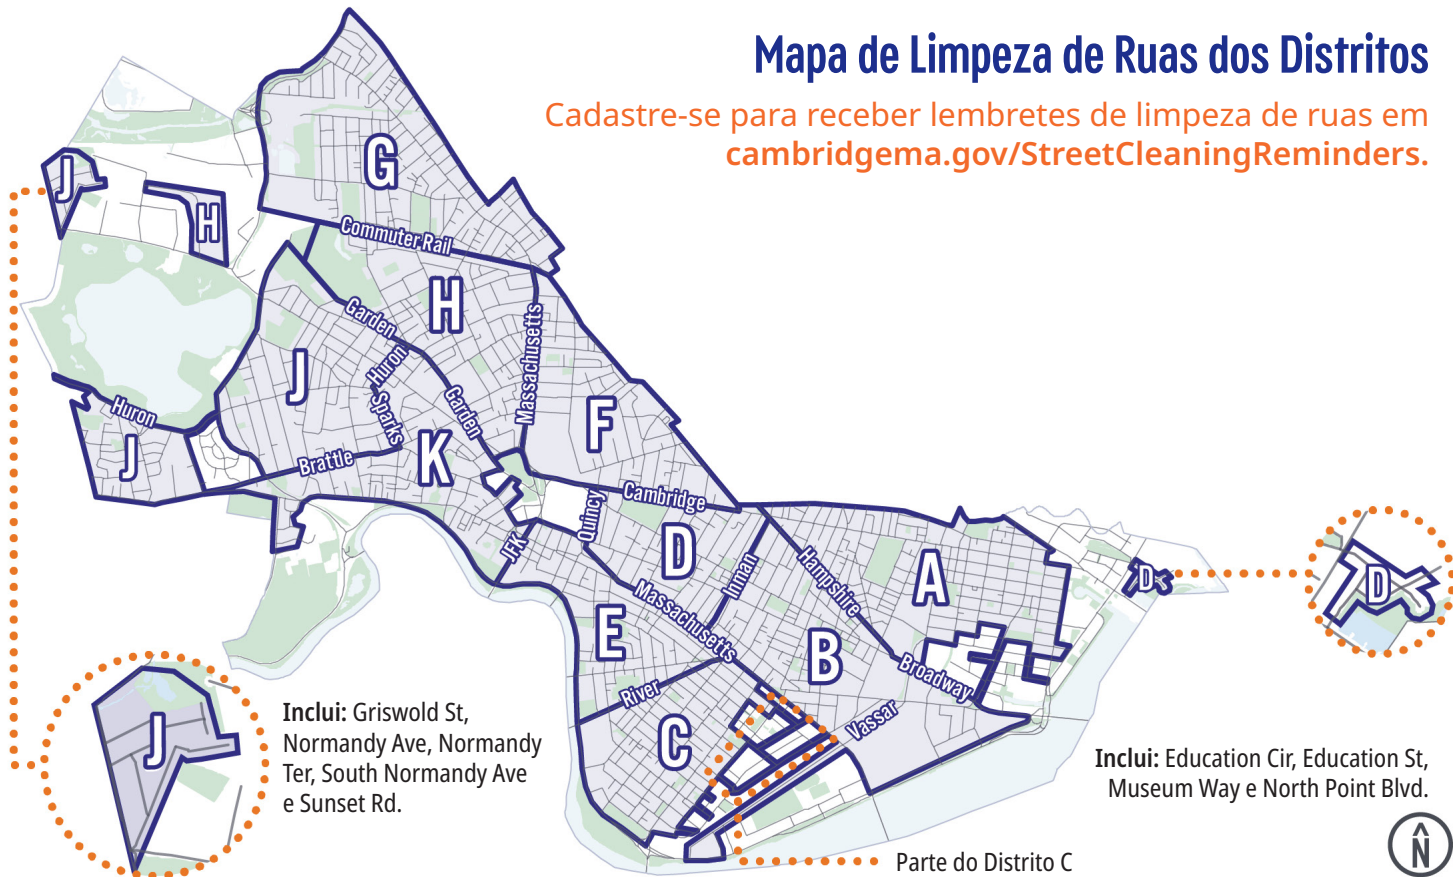 Mapa de Limpeza de Ruas dos Distritos
Cadastre-se para receber lembretes de limpeza de ruas em
cambridgema.gov/StreetCleaningReminders.
G
J
H
Commuter Rail
H
Garden
Massachusetts
Huron
J
Sparks
Garden
Huron
F
J
K
Brattle
Cambridge
Quincy
JFK
D
Inman
Hampshire
A
D
D
Massachusetts
E
B
Broadway
River
Vassar
C
J
Inclui: Griswold St,
Normandy Ave, Normandy
Ter, South Normandy Ave
e Sunset Rd.
Inclui: Education Cir, Education St,
Museum Way e North Point Blvd.
Parte do Distrito C
N